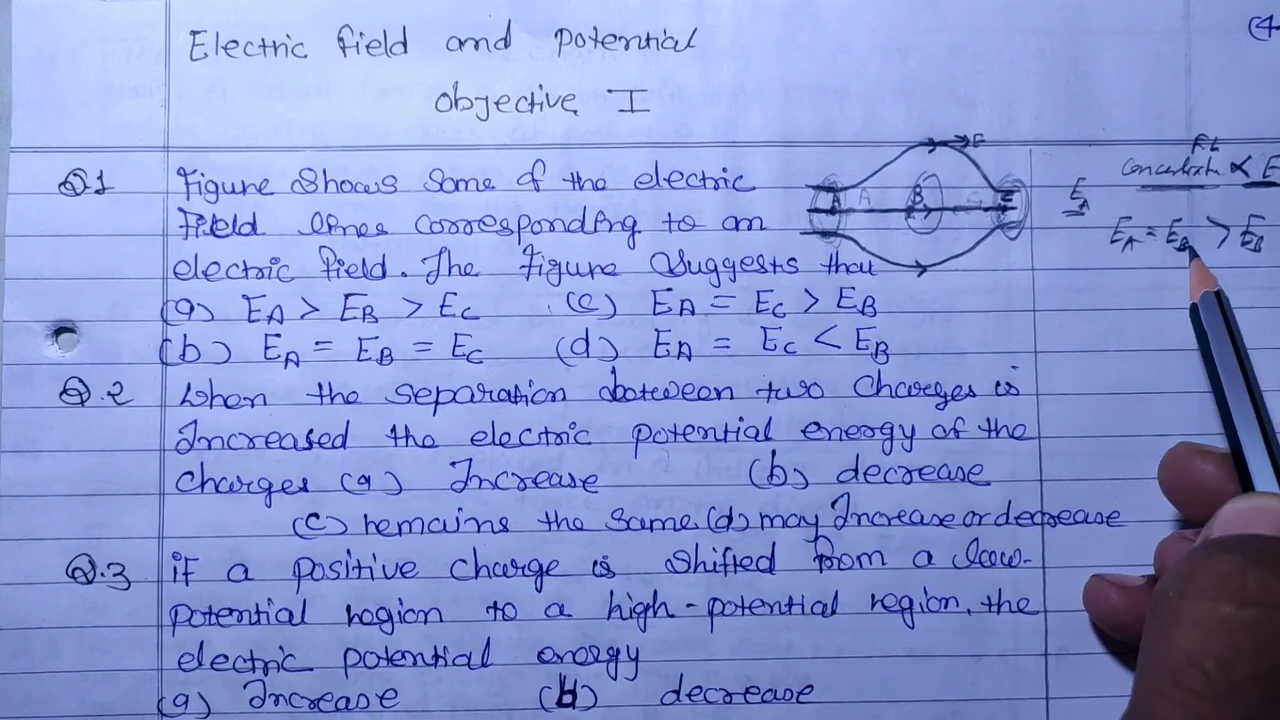 (4
Electric field and potential
objective I
Q.1 Figure Shows Some of the electric
field lines corresponding to an
electric field. The figure Suggests that
(a) EA > EB > EC (c) EA = EC > EB
(b) EA = EB = EC (d) EA = EC < EB
E
A A B C
EA
F L
Concentration ∝ E
EA = EC > EB
Q.2 When the separation between two charges is
Increased the electric potential energy of the
charges (a) Increase (b) decrease
(c) remains the same (d) may Increase or decrease
Q.3 if a positive charge is shifted from a low-
potential region to a high-potential region, the
electric potential energy
(a) Increase (b) decrease